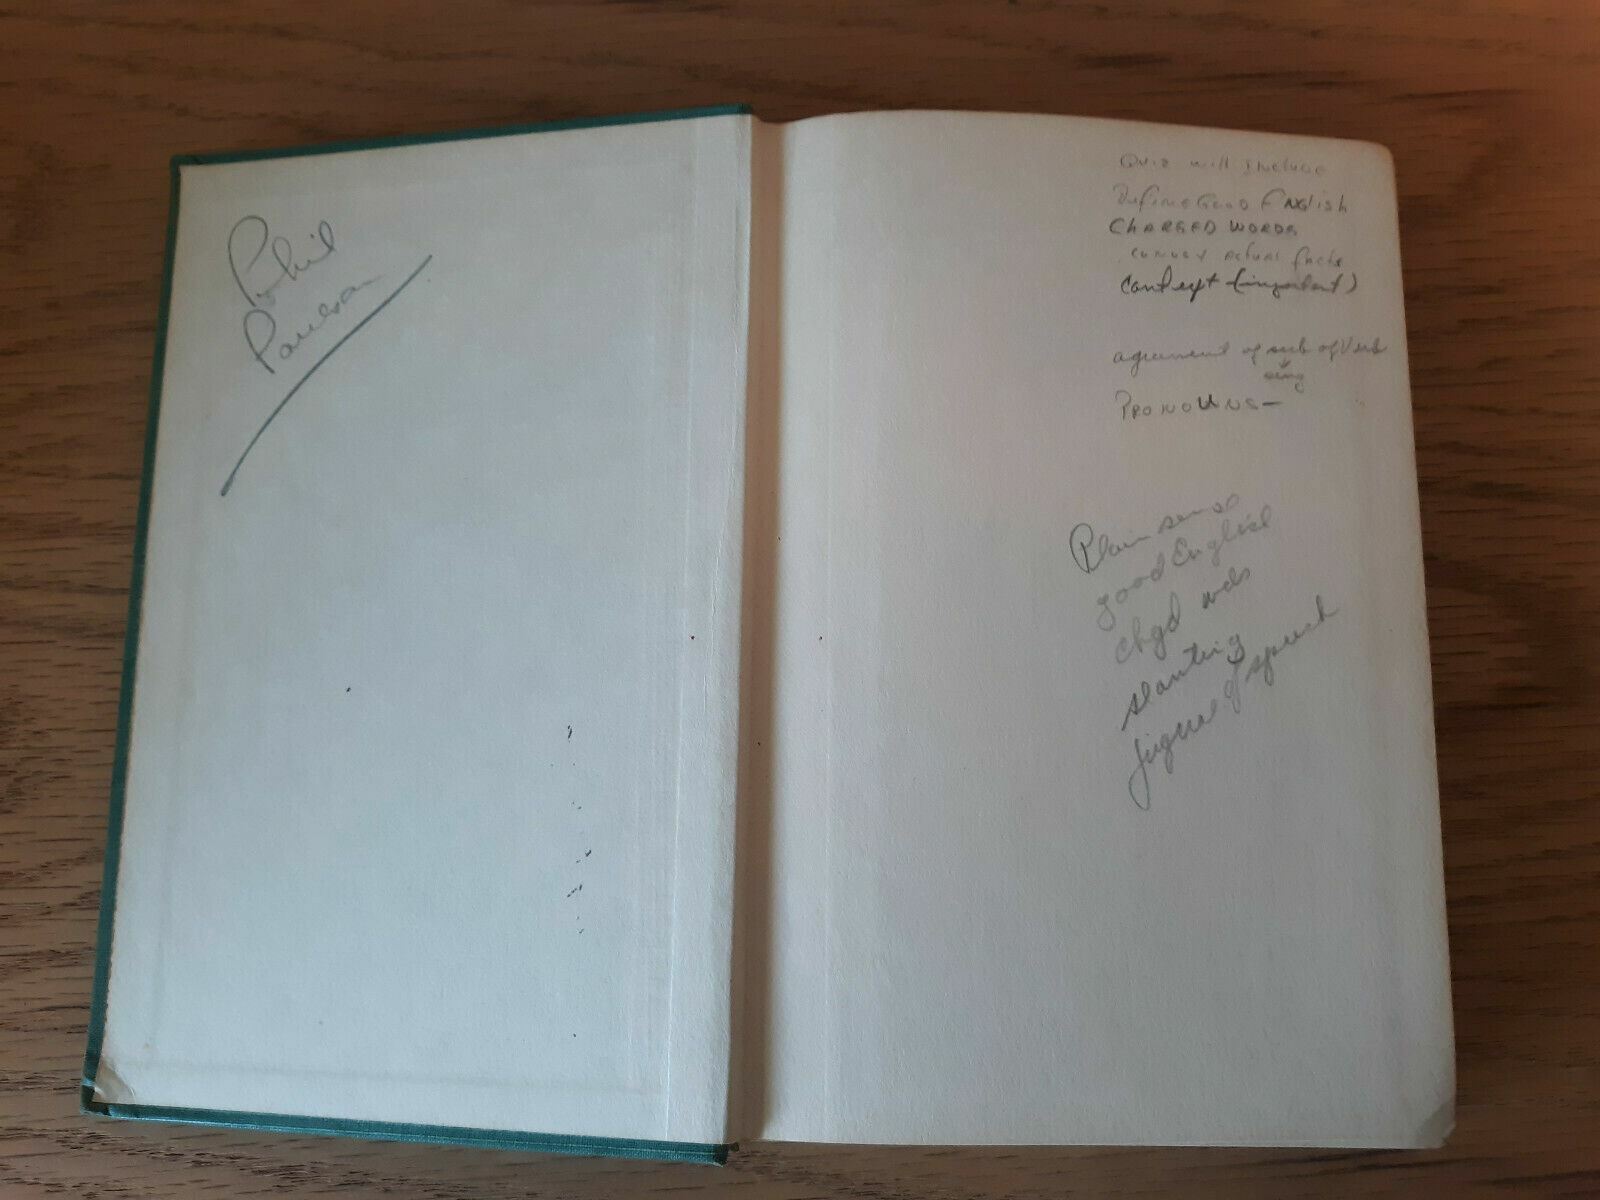 Phil
Paulson
Quiz will Include
Define Good English
CHARGED WORDS
convey actual facts
Context (important)
agreement of sub of Verb
sing
PRONOUNS—
Plain sense
good English
chgd wds
slanting
figure of speech